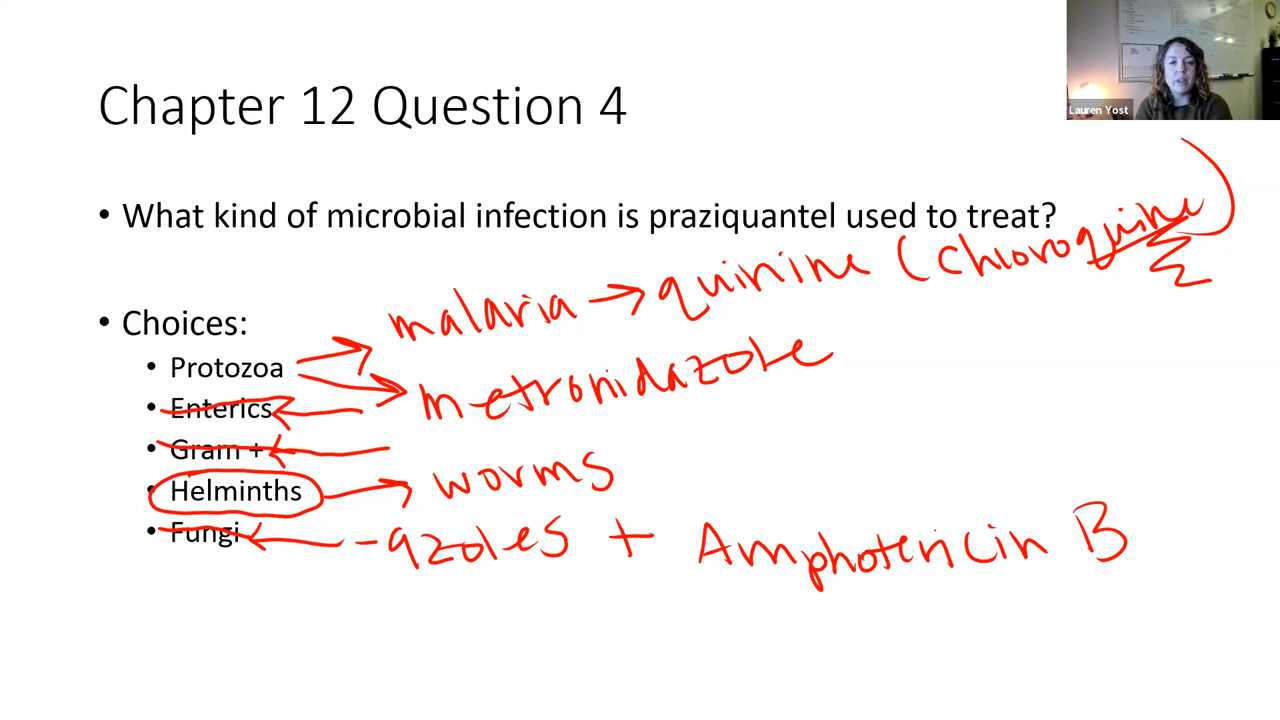 Lauren Yost
Chapter 12 Question 4
• What kind of microbial infection is praziquantel used to treat?
• Choices:
malaria → quinine (chloroquine)
• Protozoa
metronidazole
• Enterics
• Gram +
• Helminths → worms
• Fungi ← -azoles + Amphotericin B